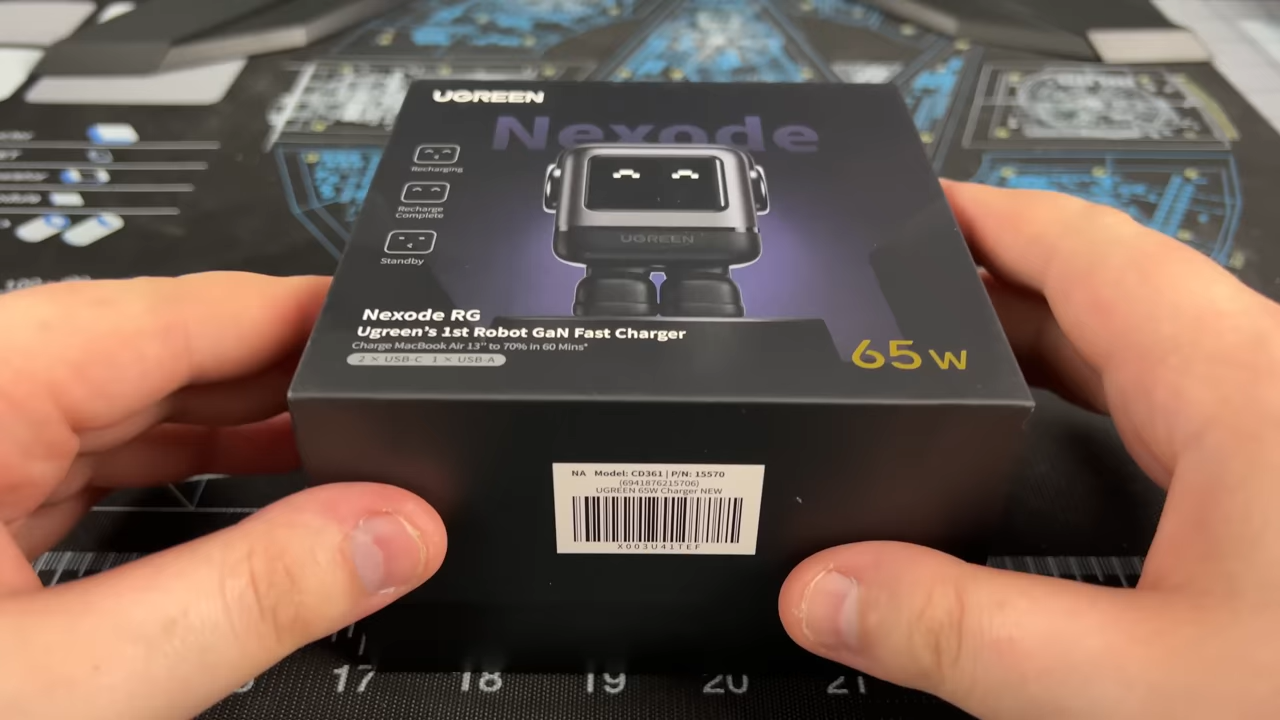 UGREEN
Nexode
Recharging
Recharge
Complete
Standby
UGREEN
Nexode RG
Ugreen's 1st Robot GaN Fast Charger
Charge MacBook Air 13" to 70% in 60 Mins*
2 × USB-C 1 × USB-A
65W
NA Model: CD361 | P/N: 15570
(6941876215706)
UGREEN 65W Charger NEW
X003U41TEF
17 18 19 20 21